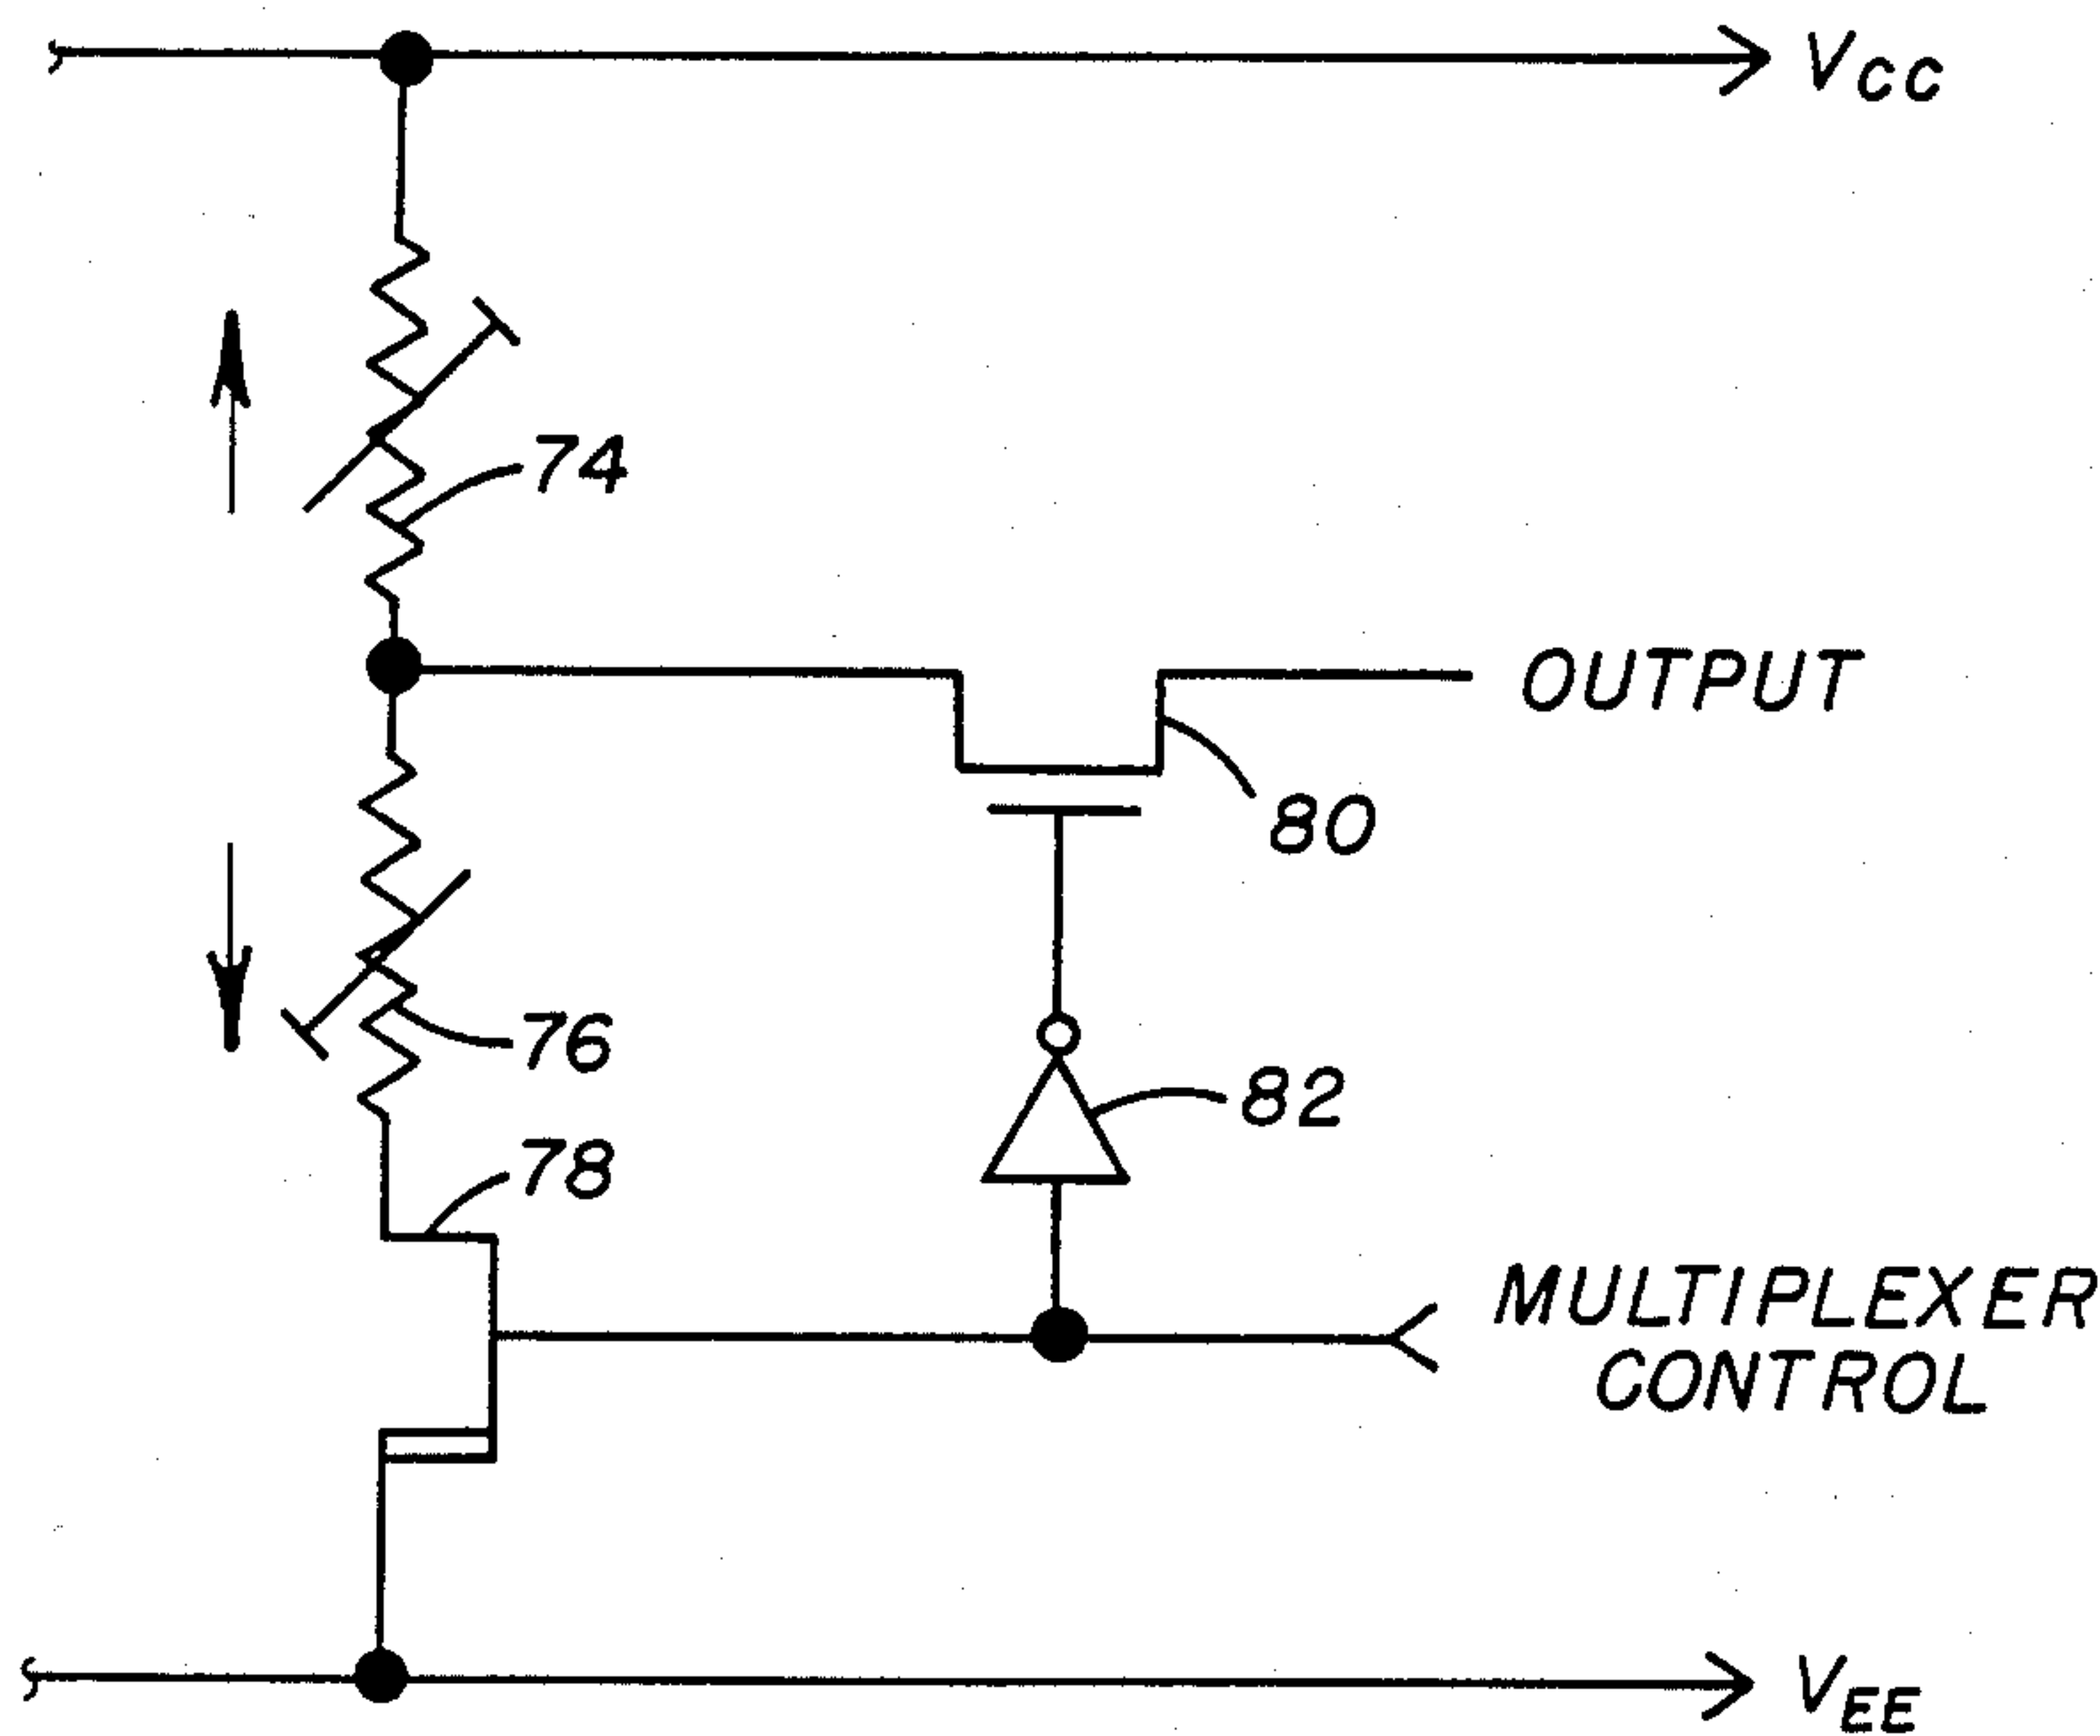 VCC
74
OUTPUT
80
76
82
78
MULTIPLEXER
CONTROL
VEE